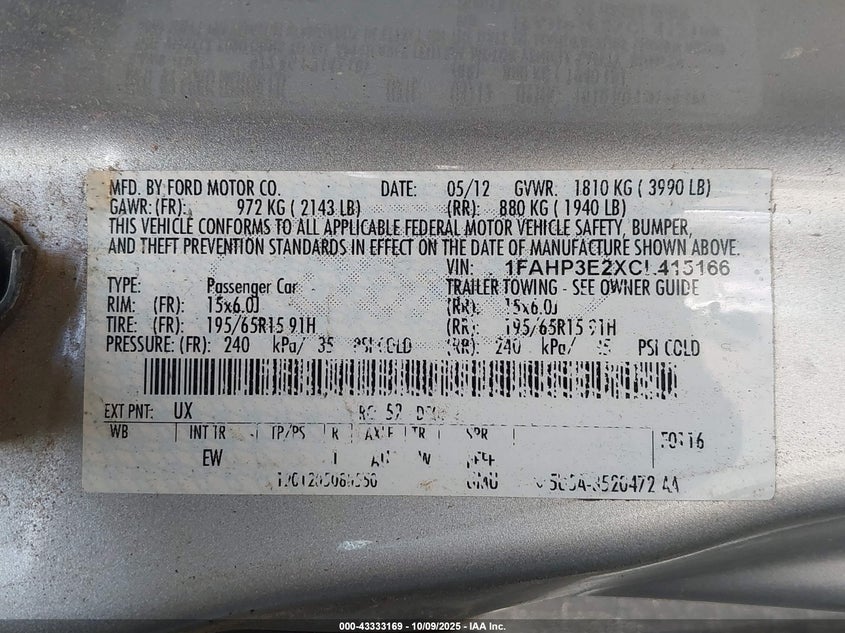 MFD. BY FORD MOTOR CO. DATE: 05/12 GVWR: 1810 KG ( 3990 LB)
GAWR: (FR): 972 KG ( 2143 LB) (RR): 880 KG ( 1940 LB)
THIS VEHICLE CONFORMS TO ALL APPLICABLE FEDERAL MOTOR VEHICLE SAFETY, BUMPER,
AND THEFT PREVENTION STANDARDS IN EFFECT ON THE DATE OF MANUFACTURE SHOWN ABOVE.
VIN: 1FAHP3E2XCL415166
TYPE: Passenger Car TRAILER TOWING - SEE OWNER GUIDE
RIM: (FR): 15x6.0J (RR): 15x6.0J
TIRE: (FR): 195/65R15 91H (RR): 195/65R15 91H
PRESSURE: (FR): 240 kPa/ 35 PSI COLD (RR): 240 kPa/ PSI COLD
EXT PNT: UX 52
WB INT TR TP/PS R AXLE TR SPR
EW
000-43333169 - 10/09/2025 - IAA Inc.